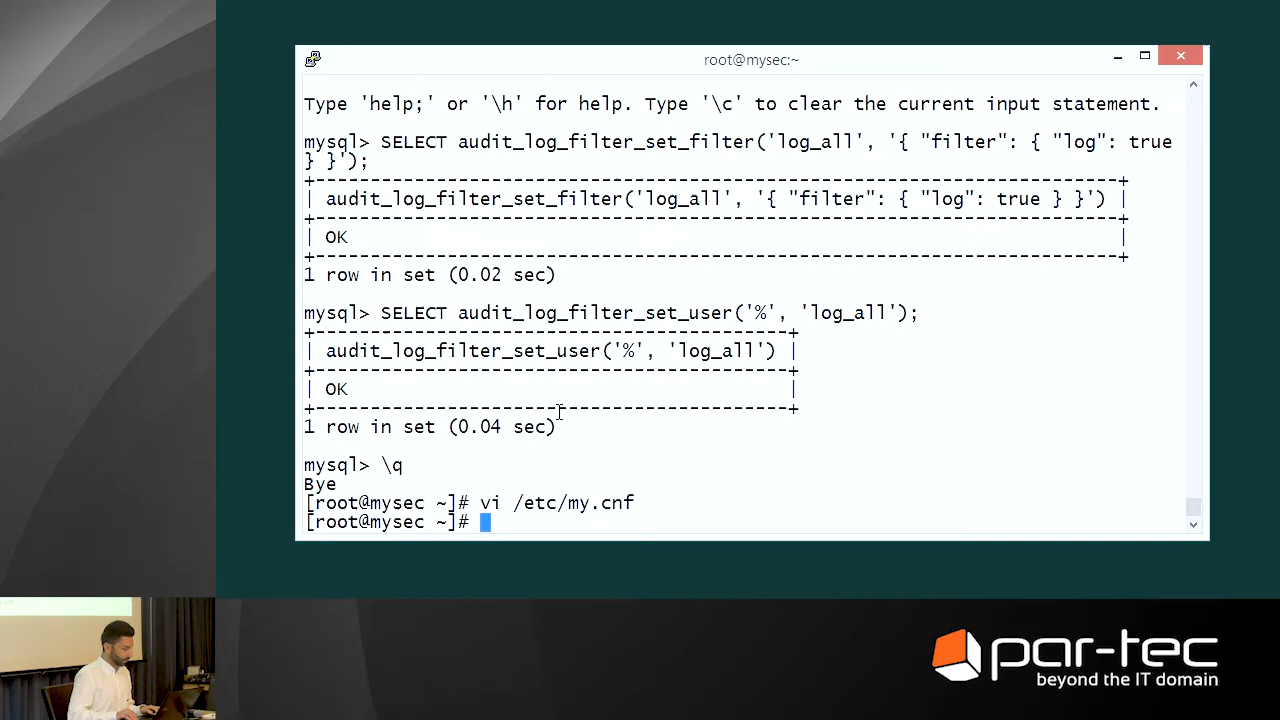 root@mysec:~
Type 'help;' or '\h' for help. Type '\c' to clear the current input statement.
mysql> SELECT audit_log_filter_set_filter('log_all', '{ "filter": { "log": true
} }');
+-------------------------------------------------------------------------+
| audit_log_filter_set_filter('log_all', '{ "filter": { "log": true } }') |
+-------------------------------------------------------------------------+
| OK                                                                      |
+-------------------------------------------------------------------------+
1 row in set (0.02 sec)
mysql> SELECT audit_log_filter_set_user('%', 'log_all');
+-------------------------------------------+
| audit_log_filter_set_user('%', 'log_all') |
+-------------------------------------------+
| OK                                        |
+-------------------------------------------+
1 row in set (0.04 sec)
mysql> \q
Bye
[root@mysec ~]# vi /etc/my.cnf
[root@mysec ~]#
par-tec
beyond the IT domain